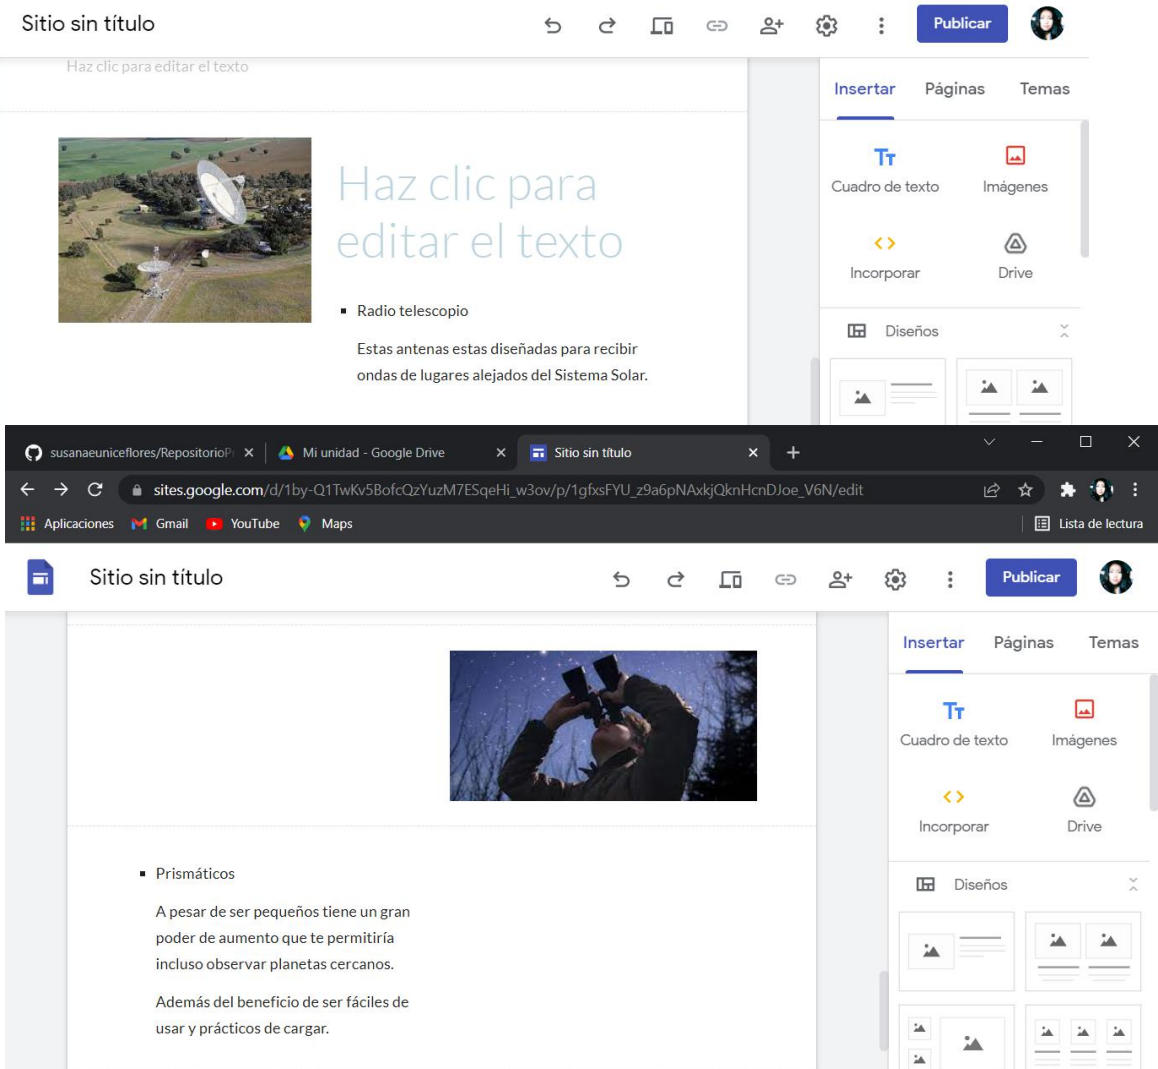 Sitio sin título
Publicar
Haz clic para editar el texto
Insertar Páginas Temas
Haz clic para
editar el texto
Cuadro de texto Imágenes
Incorporar Drive
Radio telescopio
Diseños
Estas antenas estas diseñadas para recibir
ondas de lugares alejados del Sistema Solar.
susanaeuniceflores/RepositorioP
Mi unidad - Google Drive
Sitio sin título
sites.google.com/d/1by-Q1TwKv5BofcQzYuzM7ESqeHi_w3ov/p/1gfxsFYU_z9a6pNAxkjQknHcnDJoe_V6N/edit
Aplicaciones Gmail YouTube Maps Lista de lectura
Sitio sin título
Publicar
Insertar Páginas Temas
Cuadro de texto Imágenes
Incorporar Drive
Prismáticos
Diseños
A pesar de ser pequeños tiene un gran
poder de aumento que te permitiría
incluso observar planetas cercanos.
Además del beneficio de ser fáciles de
usar y prácticos de cargar.